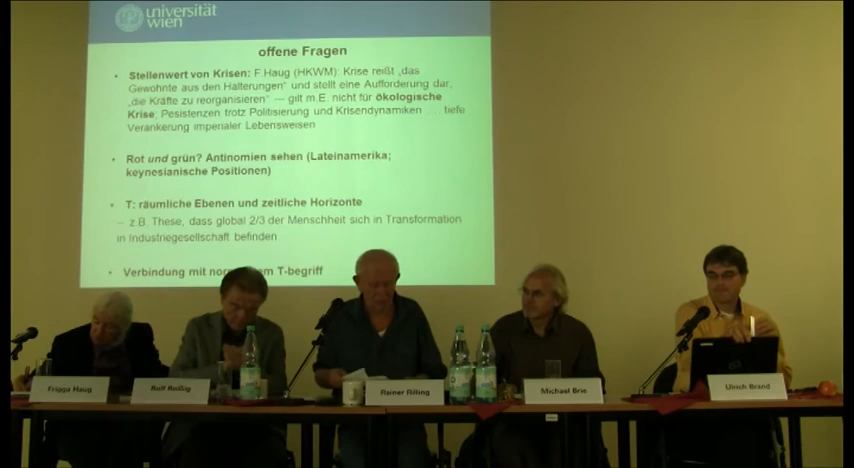 universität
wien
offene Fragen
• Stellenwert von Krisen: F.Haug (HKWM): Krise reißt „das
Gewohnte aus den Halterungen“ und stellt eine Aufforderung dar,
„die Kräfte zu reorganisieren“ --- gilt m.E. nicht für ökologische
Krise; Pesistenzen trotz Politisierung und Krisendynamiken .... tiefe
Verankerung imperialer Lebensweisen
• Rot und grün? Antinomien sehen (Lateinamerika;
keynesianische Positionen)
• T: räumliche Ebenen und zeitliche Horizonte
– z.B. These, dass global 2/3 der Menschheit sich in Transformation
in Industriegesellschaft befinden
• Verbindung mit T-begriff
Frigga Haug
Rolf Reißig
Rainer Rilling
Michael Brie
Ulrich Brand